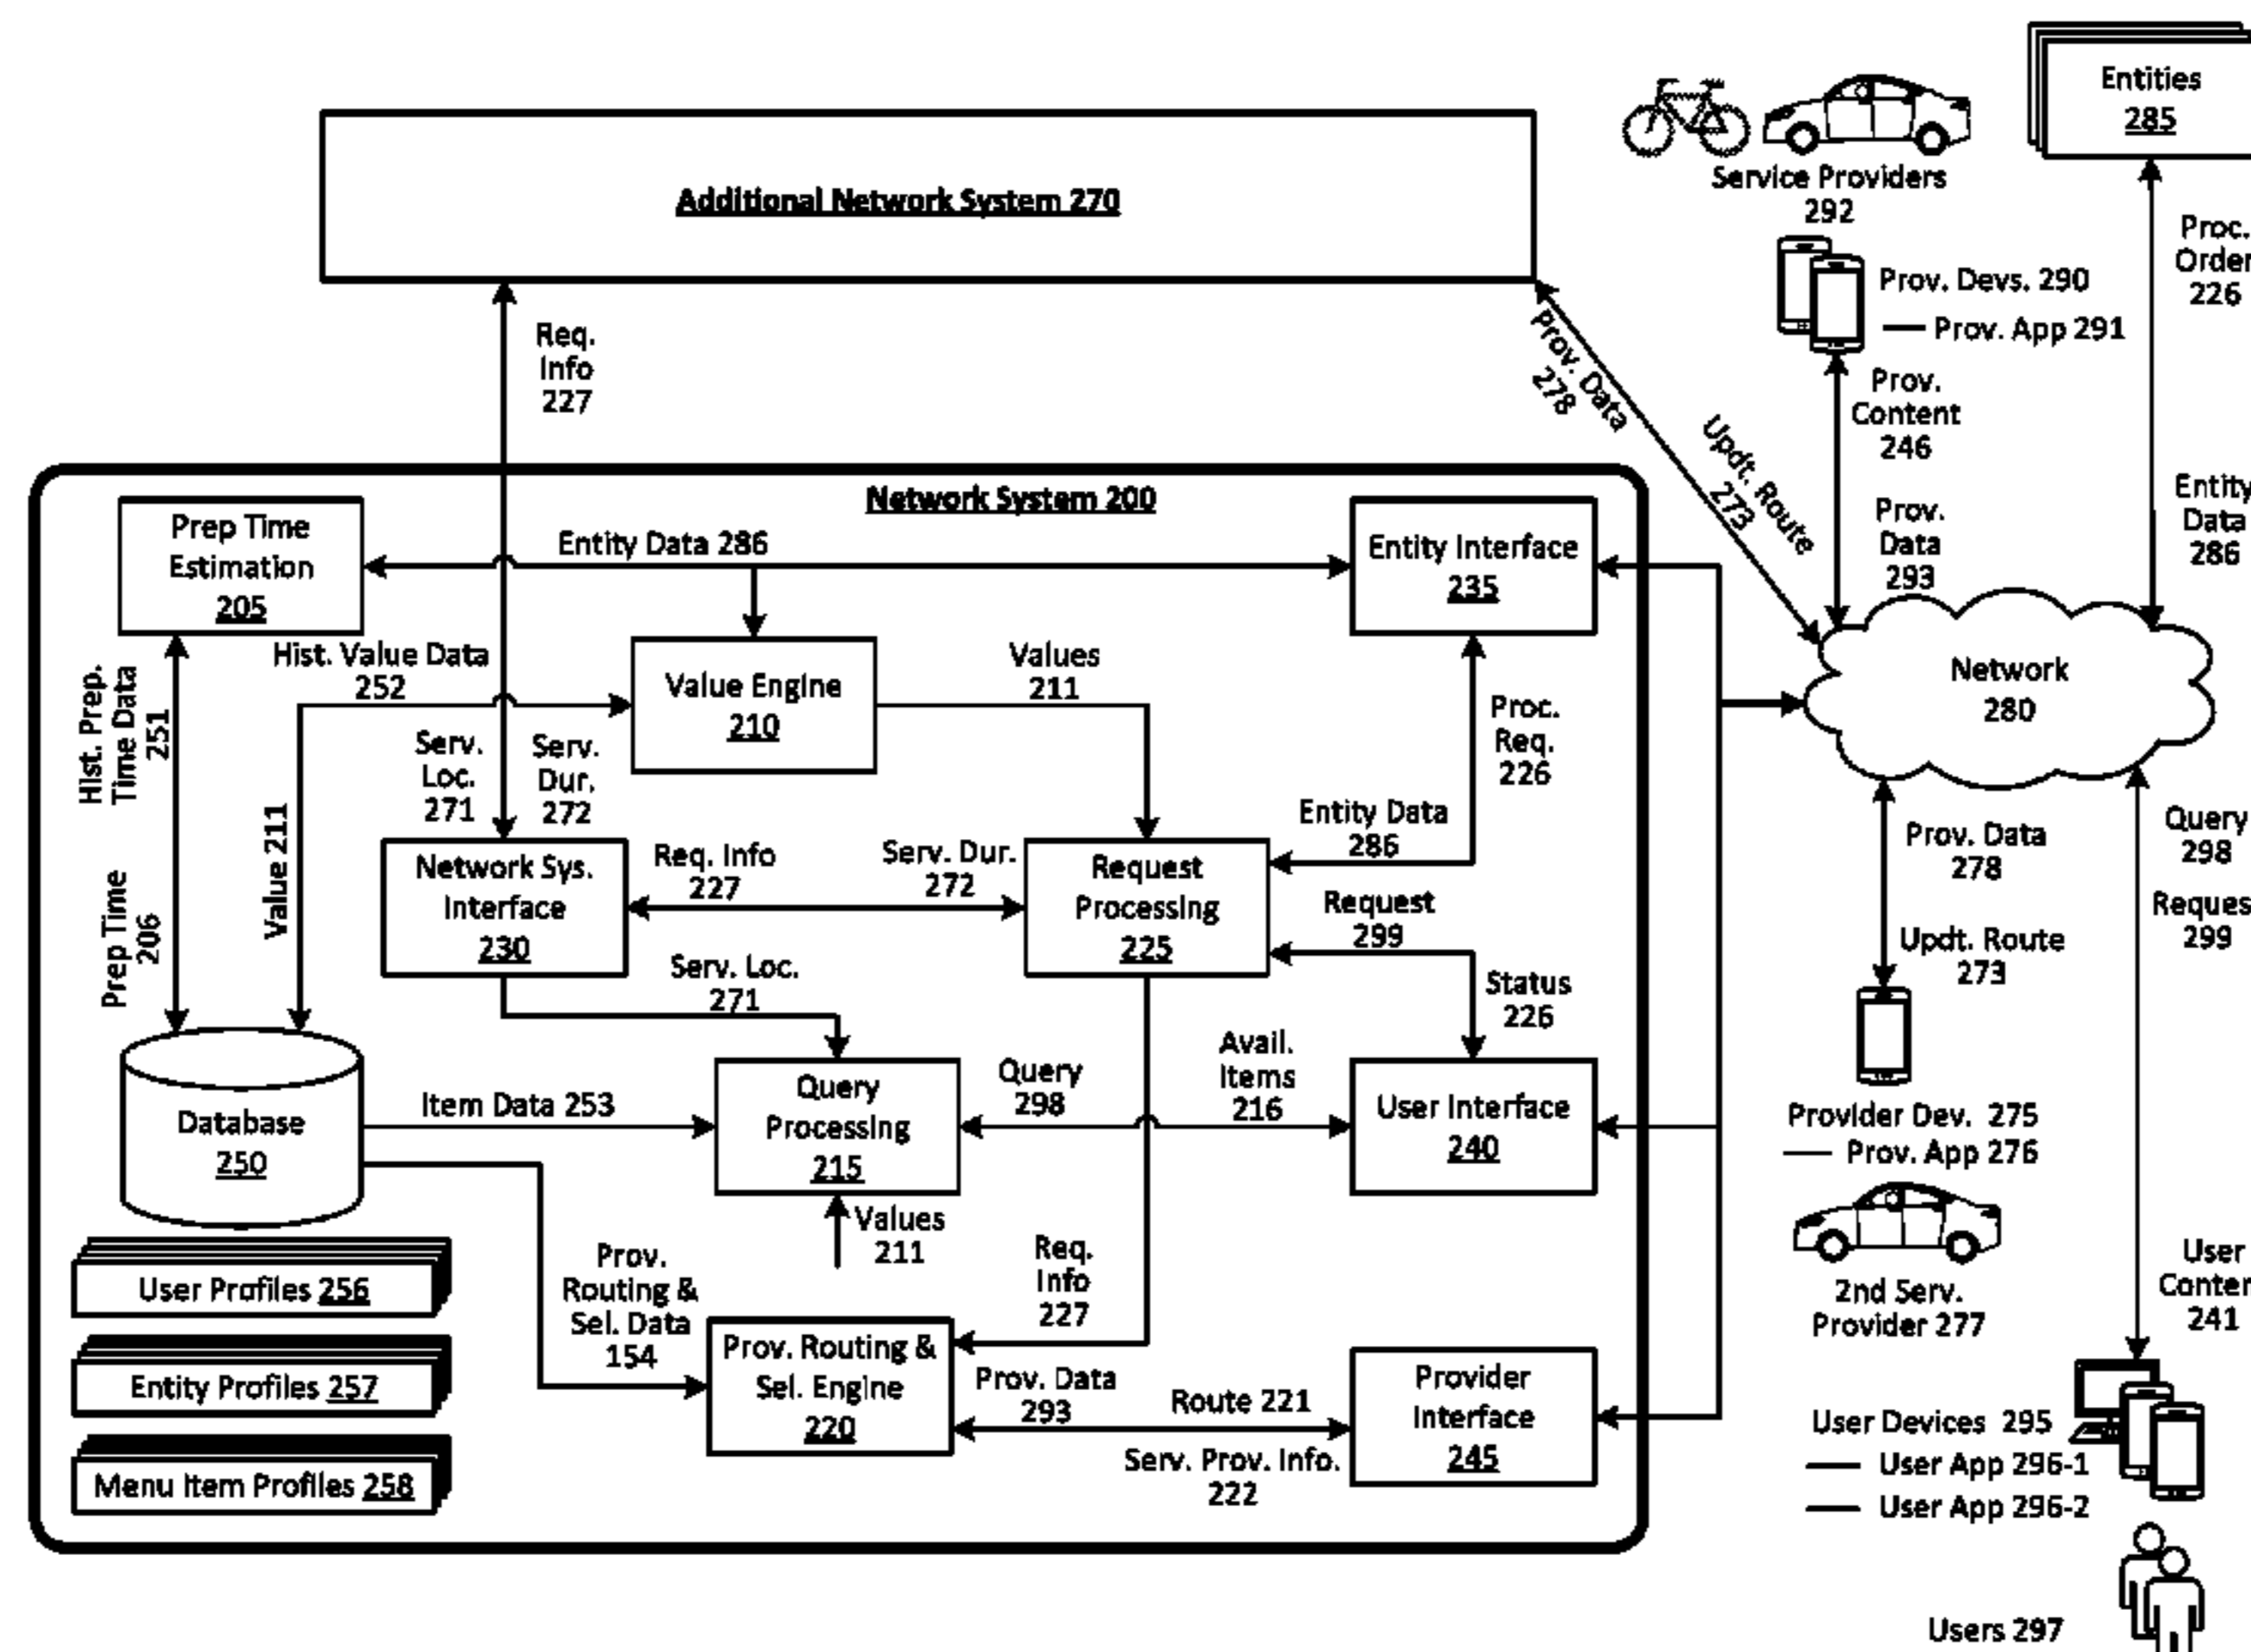 Entities
285
Service Providers
292
Additional Network System 270
Proc.
Order
226
Prov. Devs. 290
Prov. App 291
Req.
Info
227
Prov. Data
278
Updt. Route
273
Prov.
Content
246
Prov.
Data
293
Entity
Data
286
Network System 200
Prep Time
Estimation
205
Entity Data 286
Entity Interface
235
Hist. Prep.
Time Data
251
Hist. Value Data
252
Value Engine
210
Values
211
Proc.
Req.
226
Network
280
Serv.
Loc.
271
Serv.
Dur.
272
Value 211
Prep Time
206
Network Sys.
Interface
230
Req. Info
227
Serv. Dur.
272
Request
Processing
225
Entity Data
286
Request
299
Status
226
Prov. Data
278
Updt. Route
273
Query
298
Reques
299
Serv. Loc.
271
Database
250
Item Data 253
Query
Processing
215
Query
298
Avail.
Items
216
User Interface
240
Provider Dev. 275
Prov. App 276
2nd Serv.
Provider 277
Values
211
User
Conter
241
User Profiles 256
Entity Profiles 257
Menu Item Profiles 258
Prov.
Routing &
Sel. Data
154
Req.
Info
227
Prov. Routing &
Sel. Engine
220
Prov. Data
293
Route 221
Serv. Prov. Info.
222
Provider
Interface
245
User Devices 295
User App 296-1
User App 296-2
Users 297